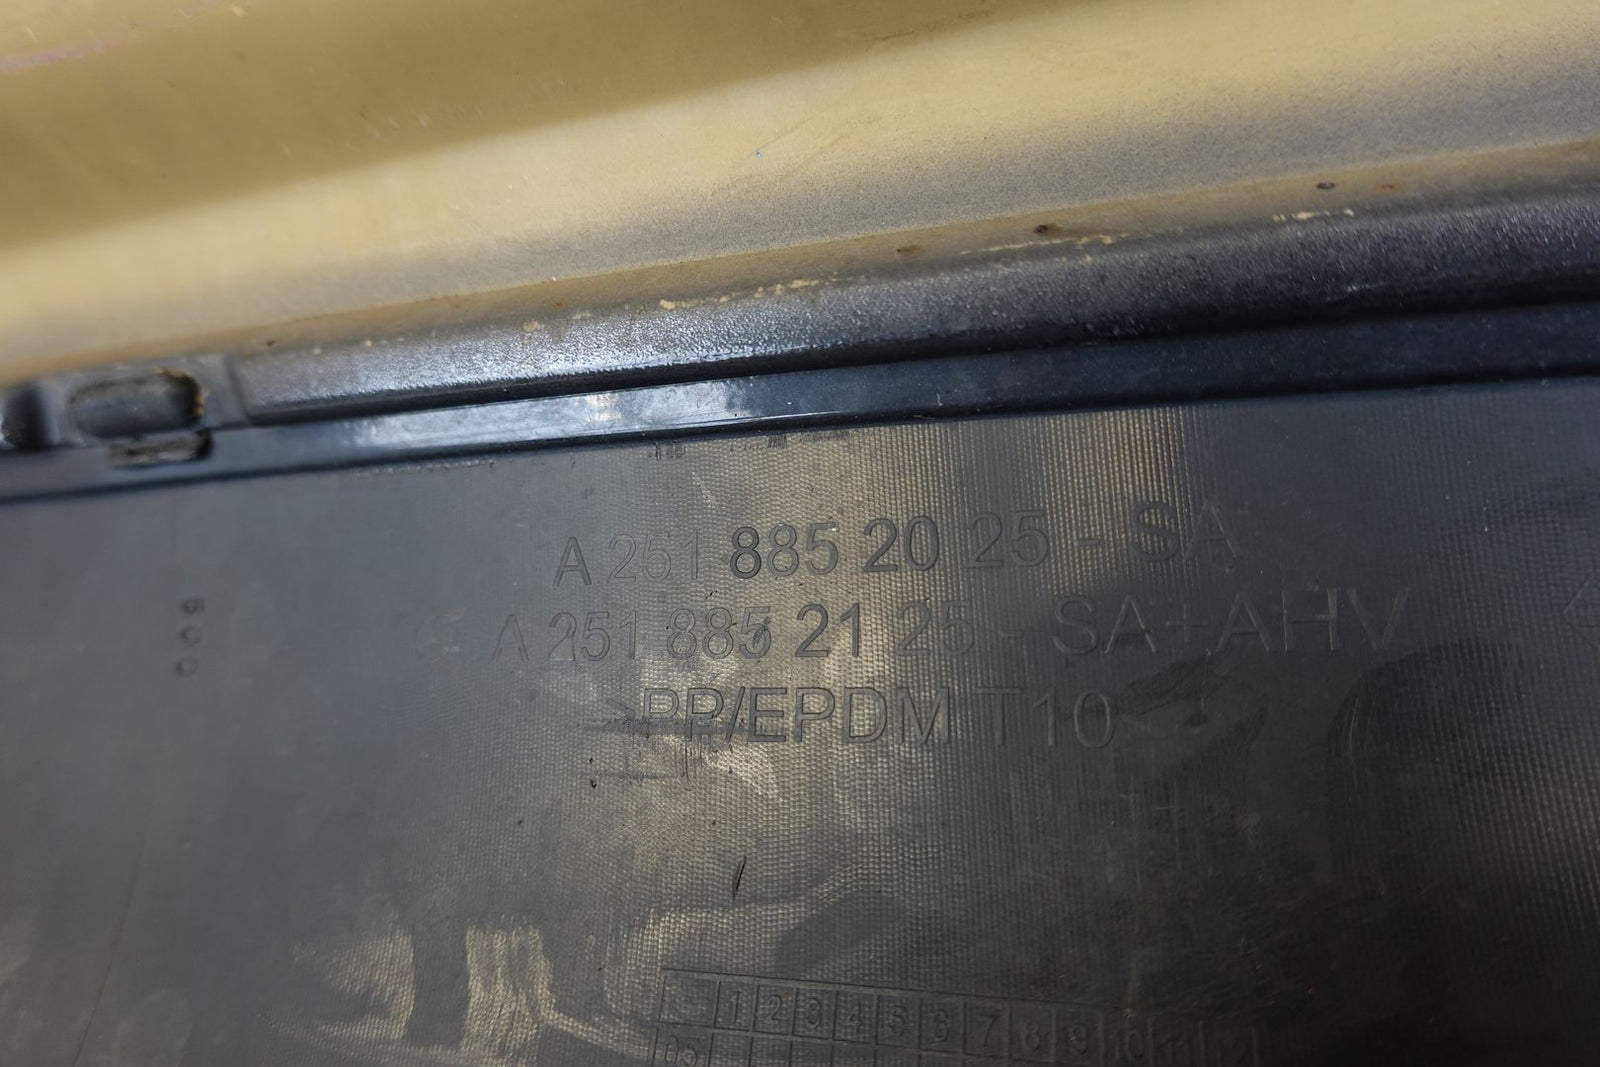 A 251 885 20 25 - SA
A 251 885 21 25 - SA+AHV
>PP/EPDM T10
1 2 3 4 5 6 7 8 9 10 11 12
05